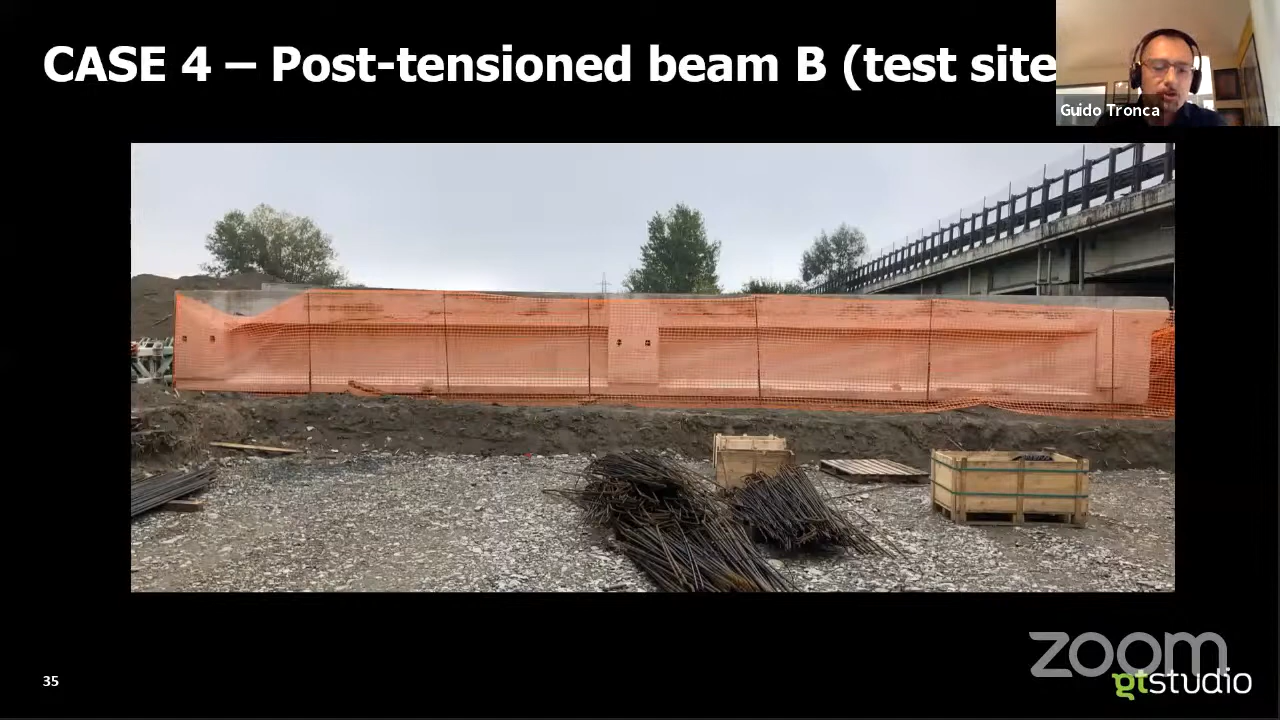 CASE 4 – Post-tensioned beam B (test site
Guido Tronca
zoom
35
gtstudio